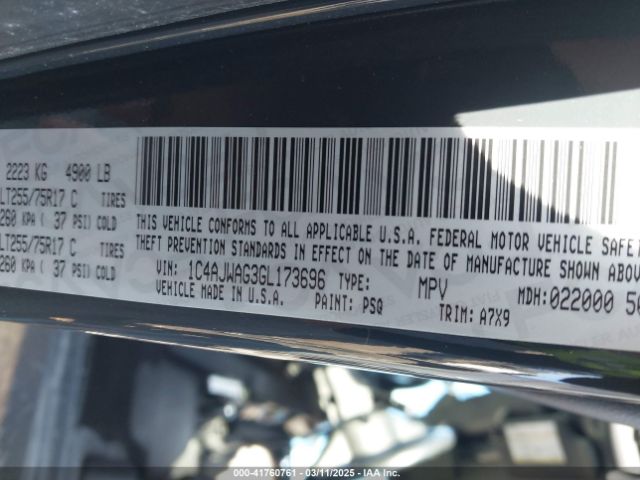 2223 KG 4900 LB
LT255/75R17 C TIRES
260 KPA ( 37 PSI) COLD
LT255/75R17 C TIRES
260 KPA ( 37 PSI) COLD
THIS VEHICLE CONFORMS TO ALL APPLICABLE U.S.A. FEDERAL MOTOR VEHICLE SAFET
THEFT PREVENTION STANDARDS IN EFFECT ON THE DATE OF MANUFACTURE SHOWN ABOV
VIN: 1C4AJWAG3GL173696 TYPE: MPV MDH:022000 50
VEHICLE MADE IN U.S.A. PAINT: PSQ TRIM: A7X9
000-41760761 - 03/11/2025 - IAA Inc.